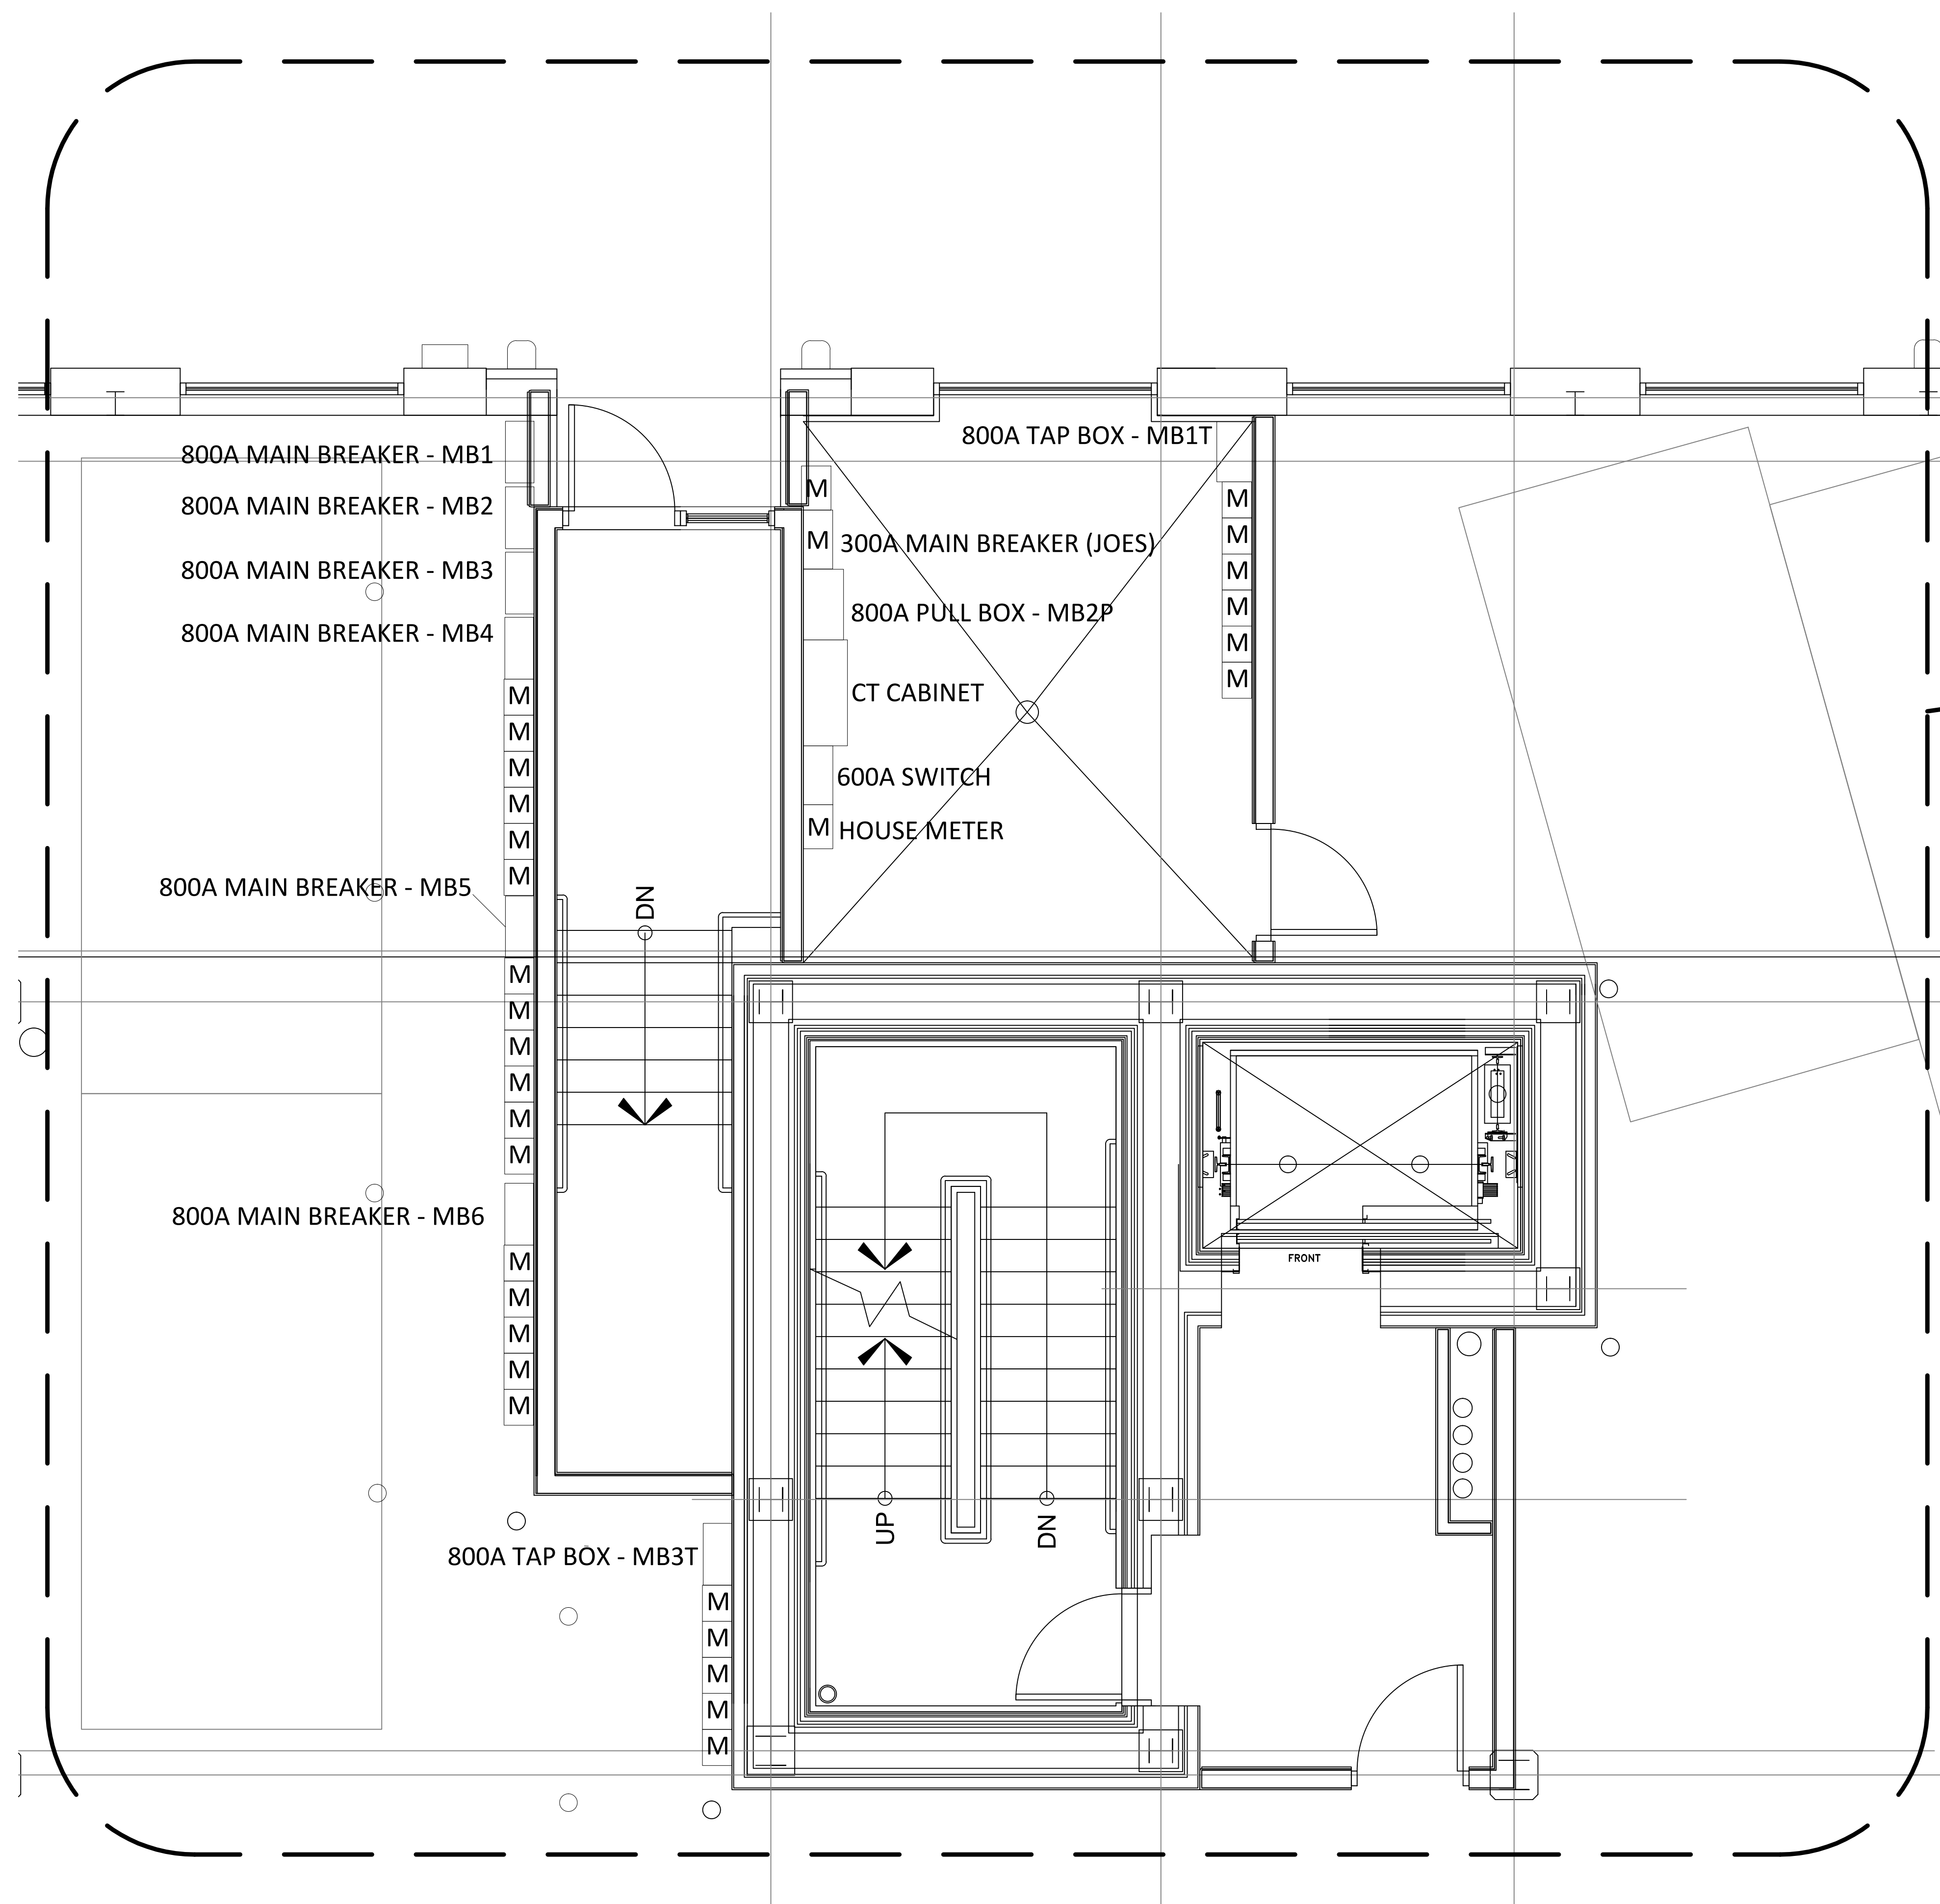 800A TAP BOX - MB1T
800A MAIN BREAKER - MB1
800A MAIN BREAKER - MB2
800A MAIN BREAKER - MB3
800A MAIN BREAKER - MB4
M
M
300A MAIN BREAKER (JOES)
800A PULL BOX - MB2P
CT CABINET
600A SWITCH
M
HOUSE METER
M
M
M
M
M
M
M
M
M
M
M
M
800A MAIN BREAKER - MB5
DN
M
M
M
M
M
M
800A MAIN BREAKER - MB6
FRONT
M
M
M
M
M
UP
DN
800A TAP BOX - MB3T
M
M
M
M
M